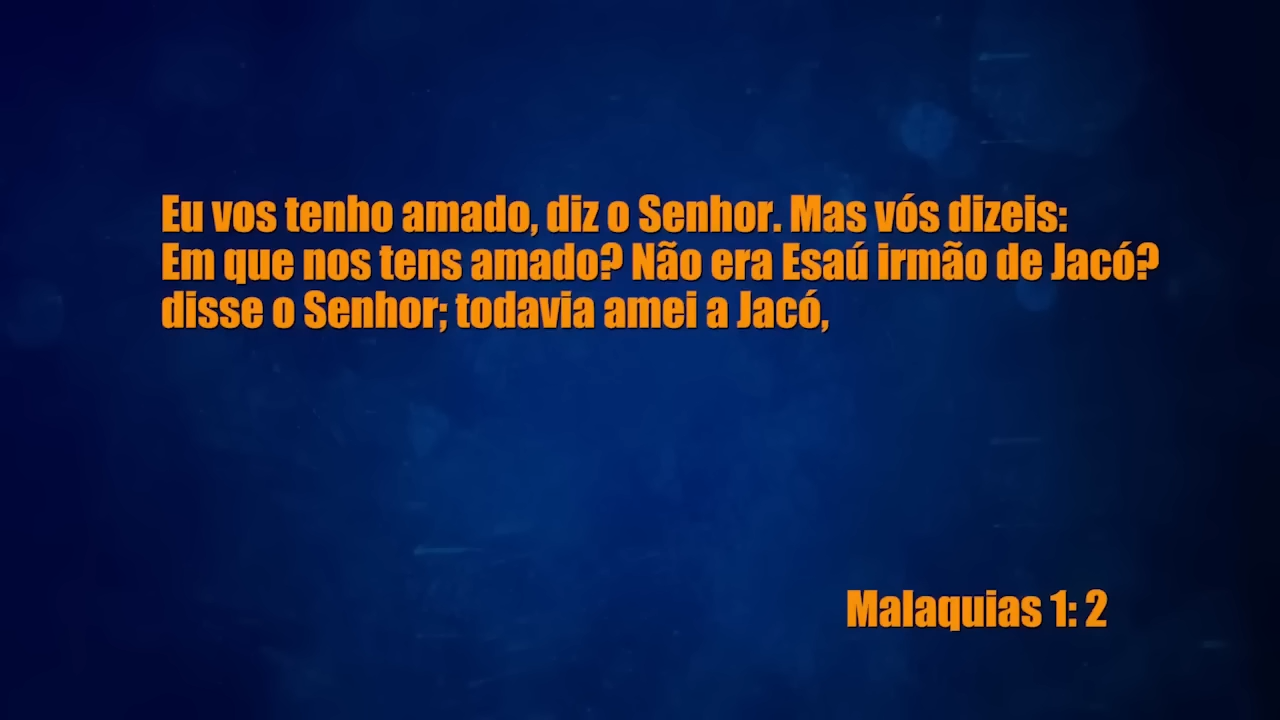 Eu vos tenho amado, diz o Senhor. Mas vós dizeis:
Em que nos tens amado? Não era Esaú irmão de Jacó?
disse o Senhor; todavia amei a Jacó,
Malaquias 1: 2